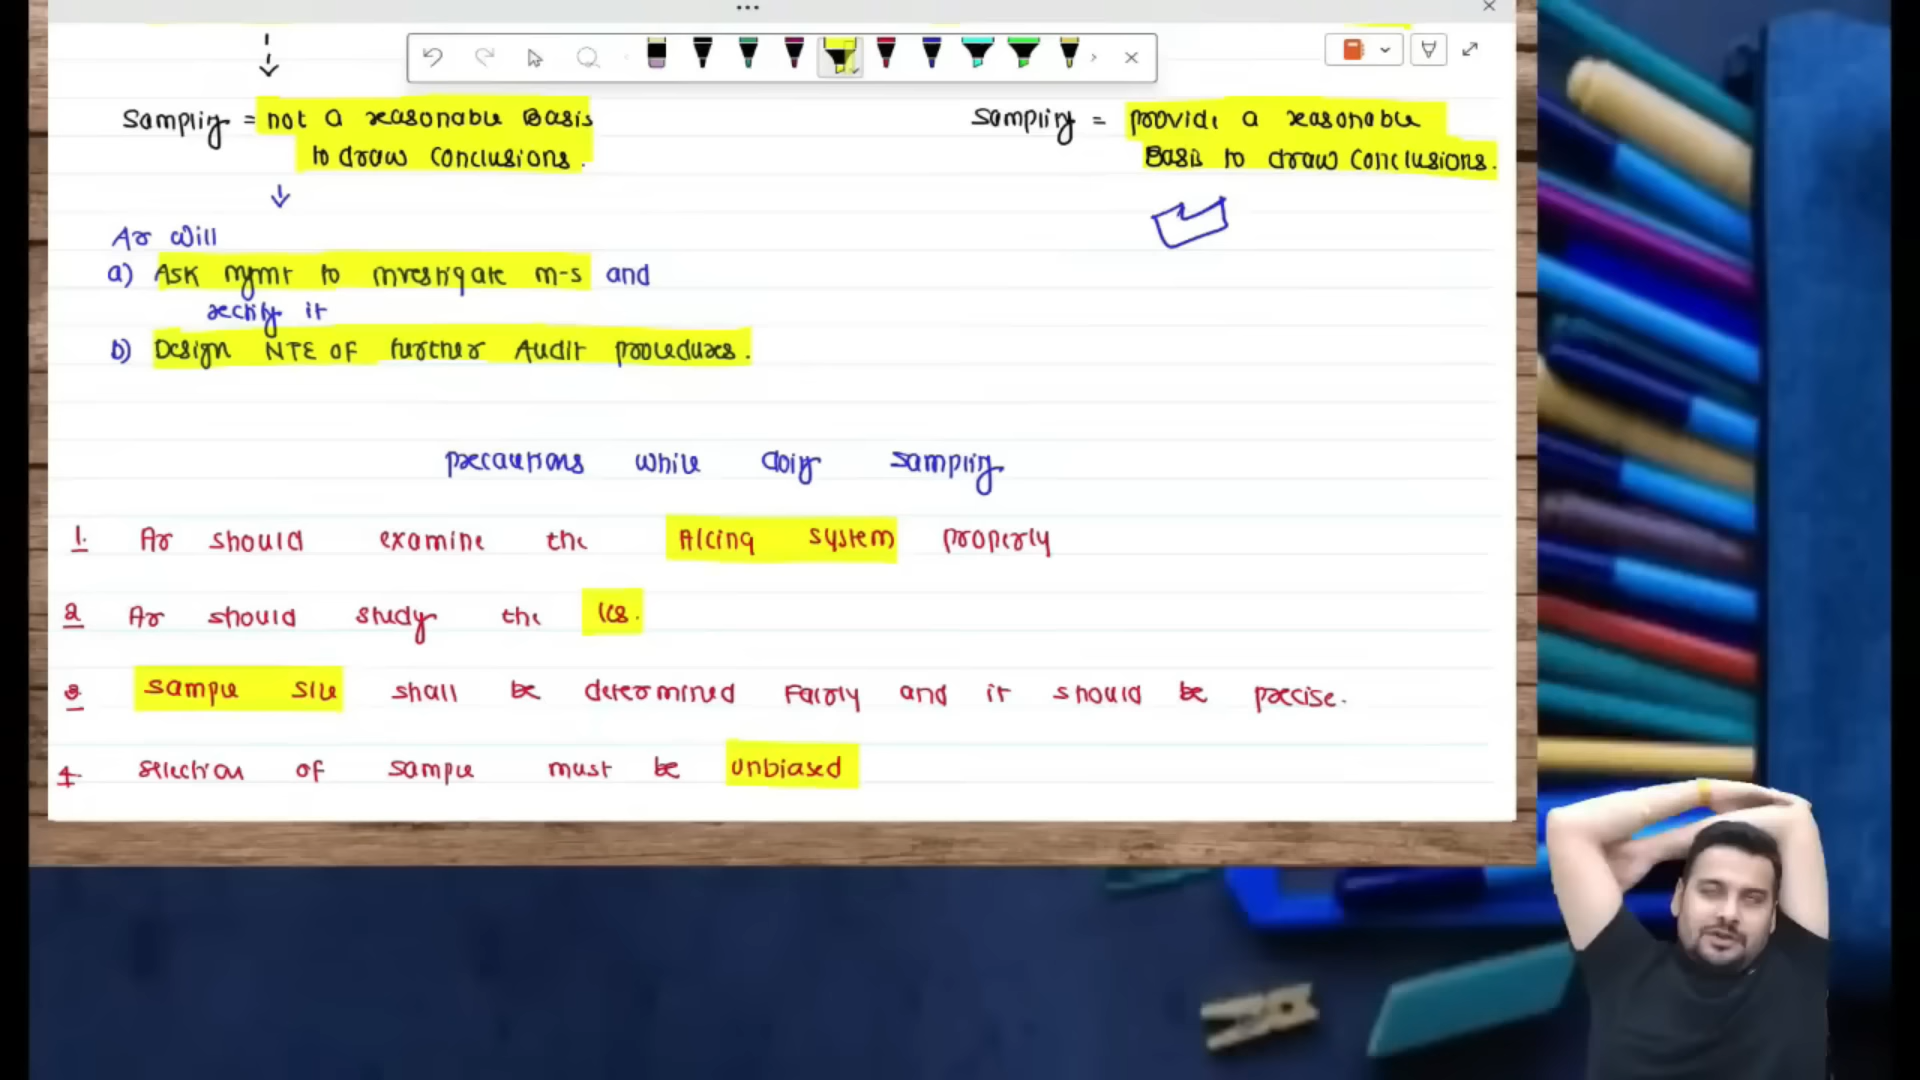 Sampling = not a reasonable Basis
to draw conclusions.
Ar will
a) Ask mgmt to investigate m-s and
rectify it
b) Design NTE OF further Audit procedures.
Sampling = provide a reasonable
Basis to draw conclusions.
precautions while doing sampling
1. Ar should examine the A/cing system properly
2 Ar should study the ICS.
3 sample size shall be determined Fairly and it should be precise.
4 selection of sample must be unbiased